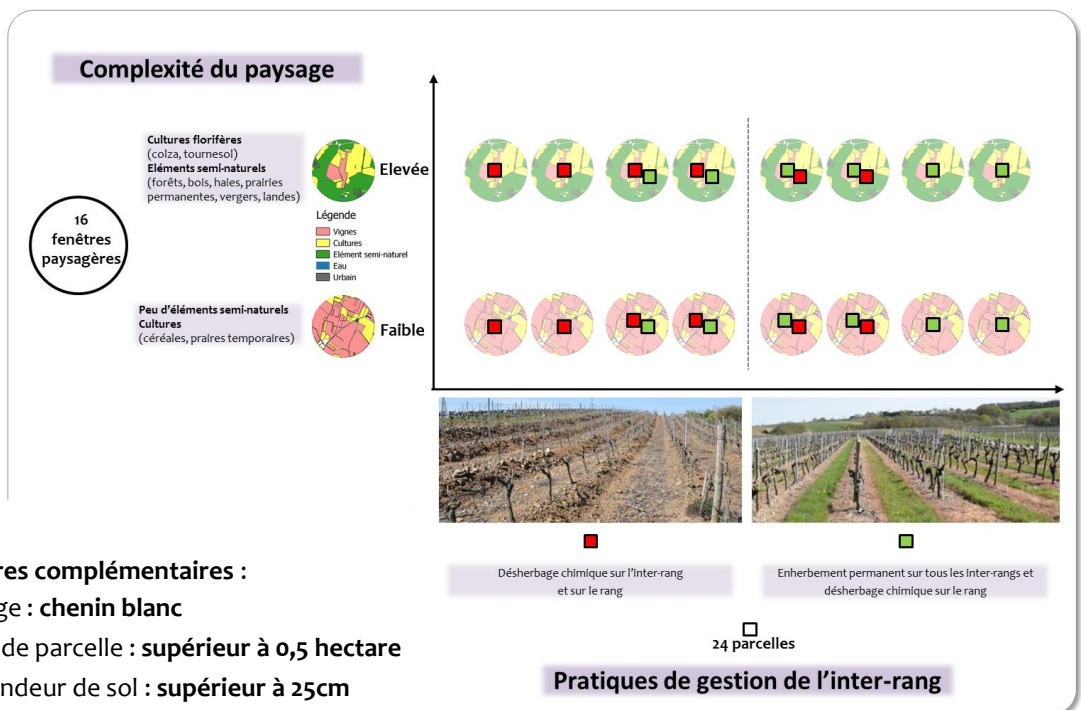 Complexité du paysage
Cultures florifères
(colza, tournesol)
Eléments semi-naturels
(forêts, bois, haies, prairies
permanentes, vergers, landes)
Elevée
16
fenêtres
paysagères
Légende
Vignes
Cultures
Elément semi-naturel
Eau
Urbain
Peu d'éléments semi-naturels
Cultures
(céréales, praires temporaires)
Faible
Désherbage chimique sur l'inter-rang
et sur le rang
Enherbement permanent sur tous les inter-rangs et
désherbage chimique sur le rang
24 parcelles
Pratiques de gestion de l'inter-rang
res complémentaires :
ge : chenin blanc
de parcelle : supérieur à 0,5 hectare
ndeur de sol : supérieur à 25cm